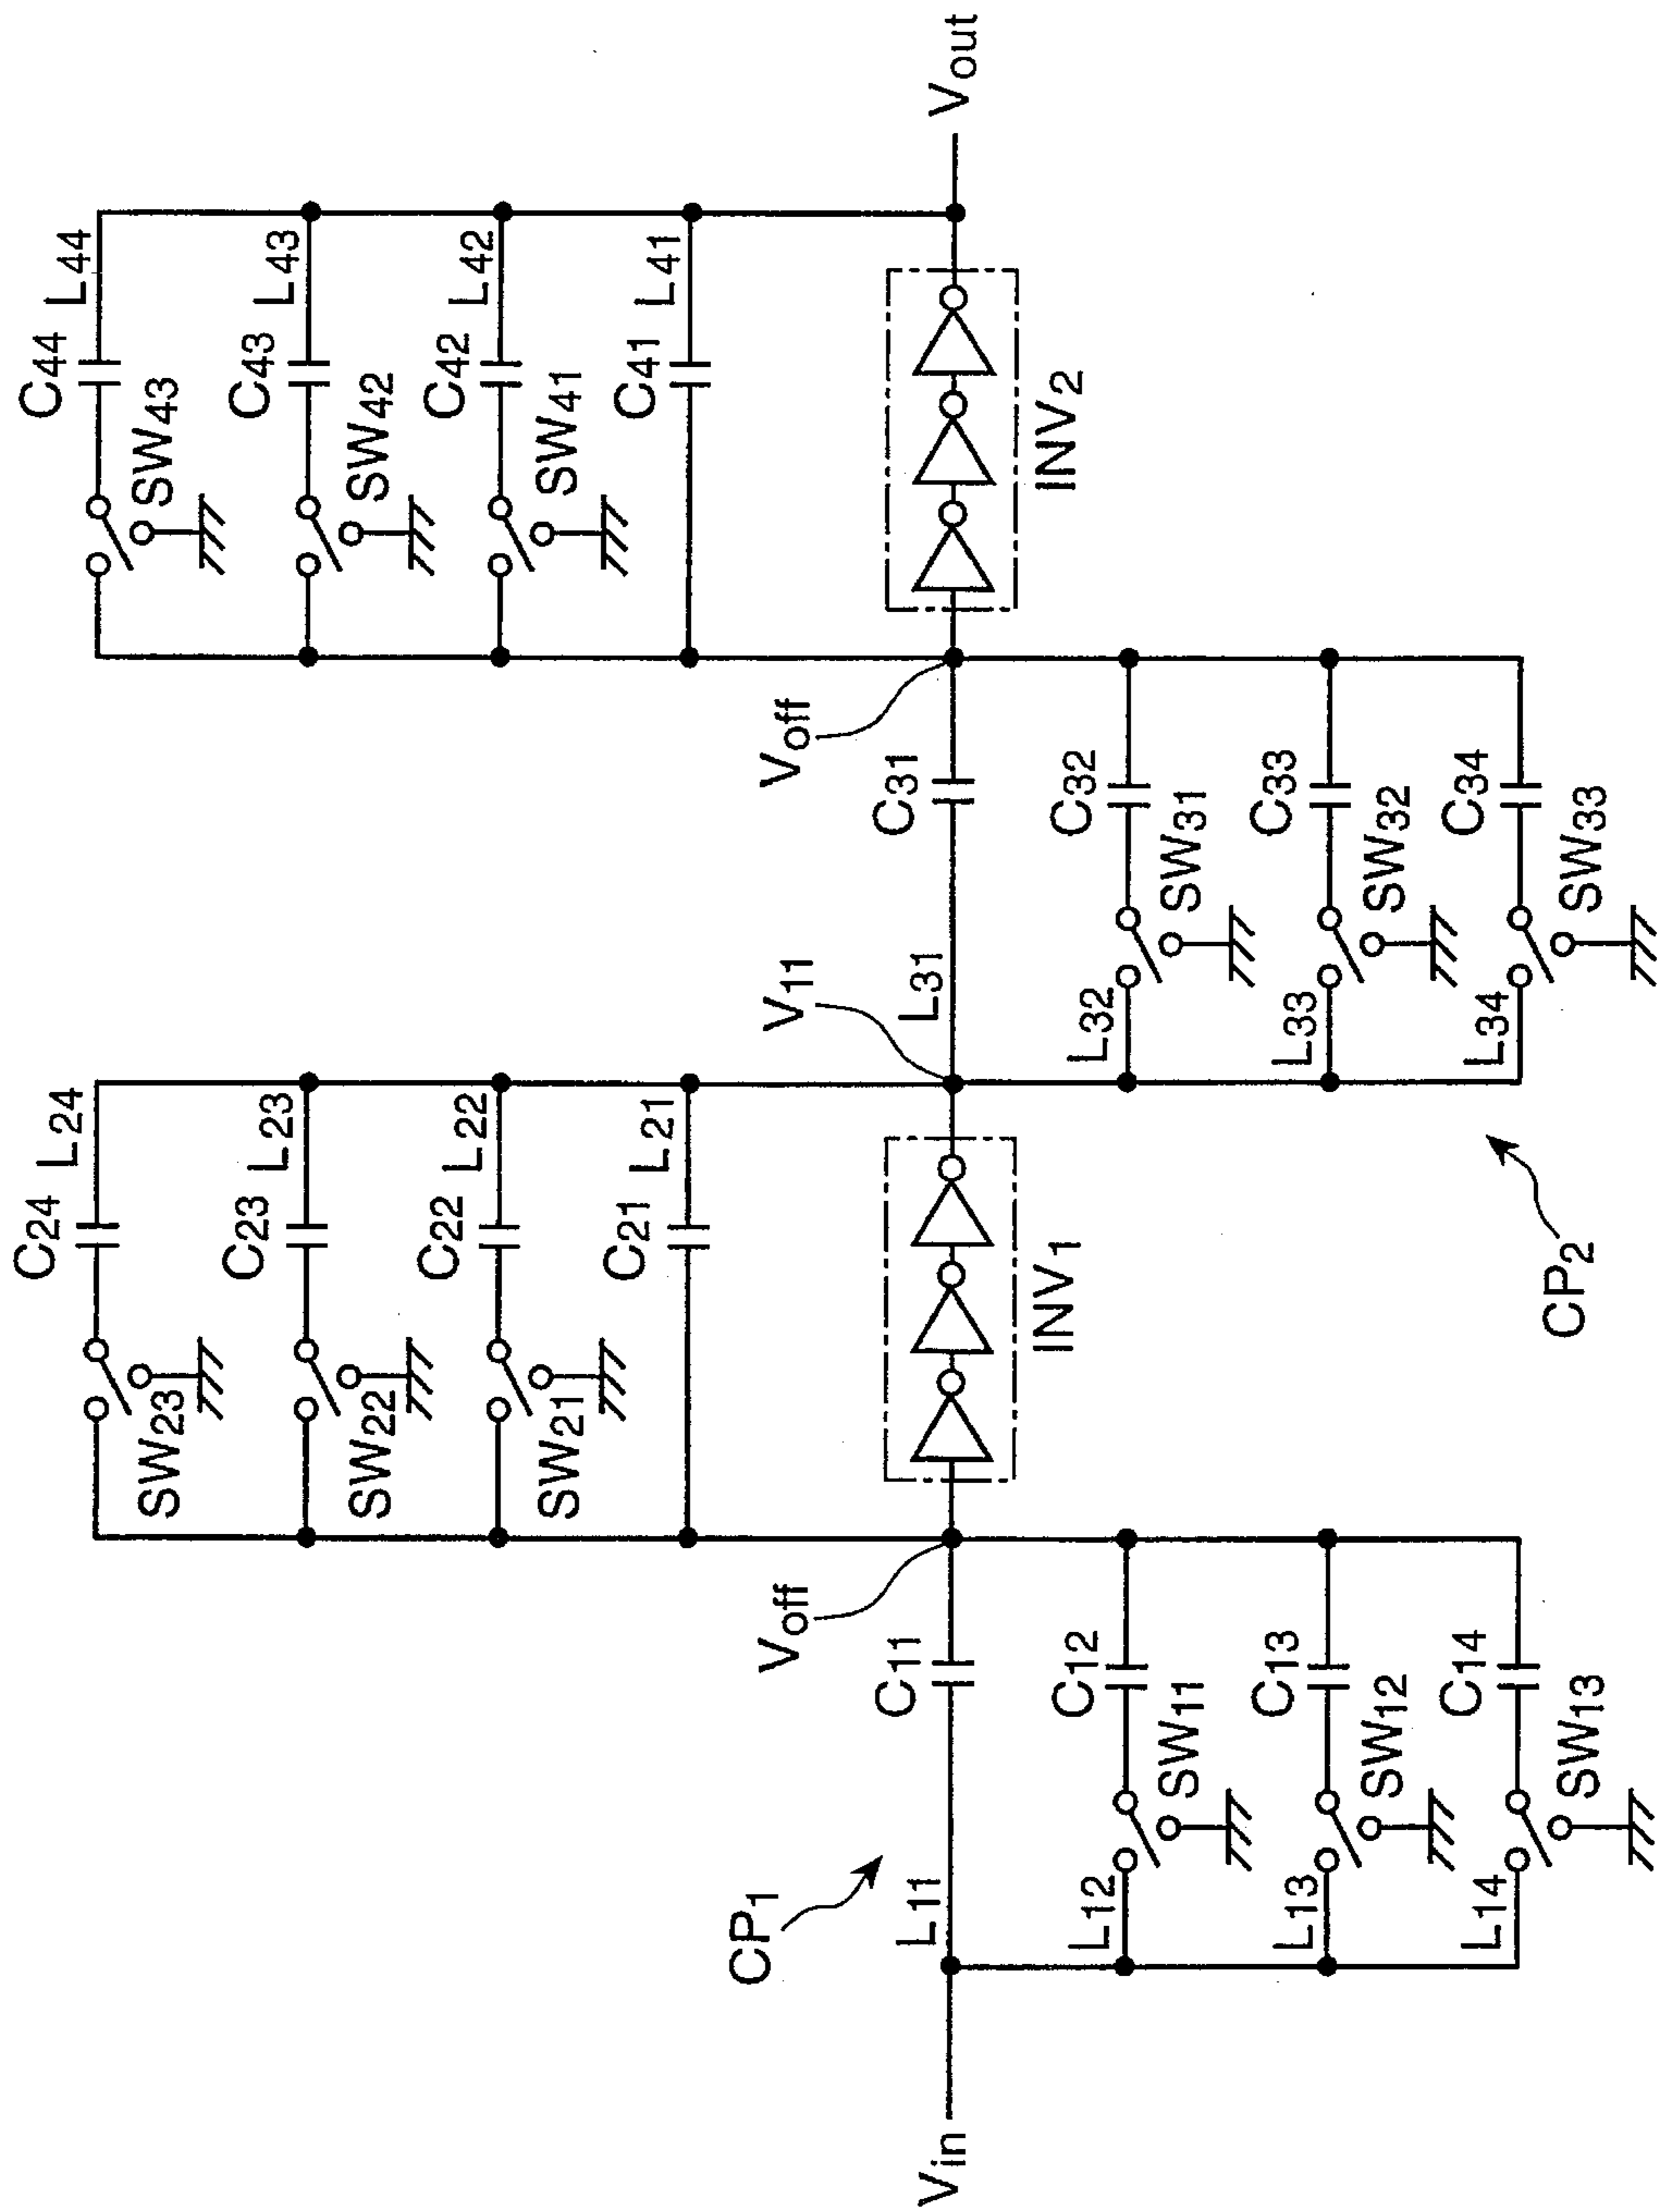 C24
L24
C44
L44
SW23
SW43
C23
L23
C43
L43
SW22
SW42
C22
L22
C42
L42
SW21
SW41
C21
L21
C41
L41
CP1
Voff
V11
Voff
Vin
L11
C11
L31
C31
Vout
INV1
INV2
L12
C12
L32
C32
SW11
SW31
L13
C13
L33
C33
SW12
SW32
L14
C14
L34
C34
SW13
SW33
CP2